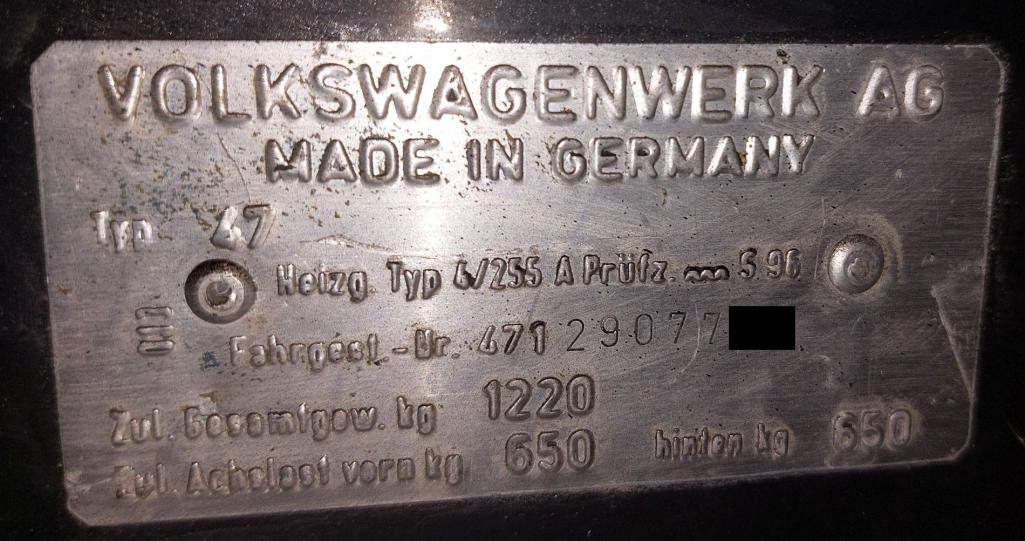 VOLKSWAGENWERK AG
MADE IN GERMANY
Typ 47
Heizg. Typ 4/255 A Prüfz. S 96
Fahrgest.-Nr. 471 29077
Zul. Gesamtgew. kg 1220
Zul. Achslast vorn kg 650 hinten kg 650